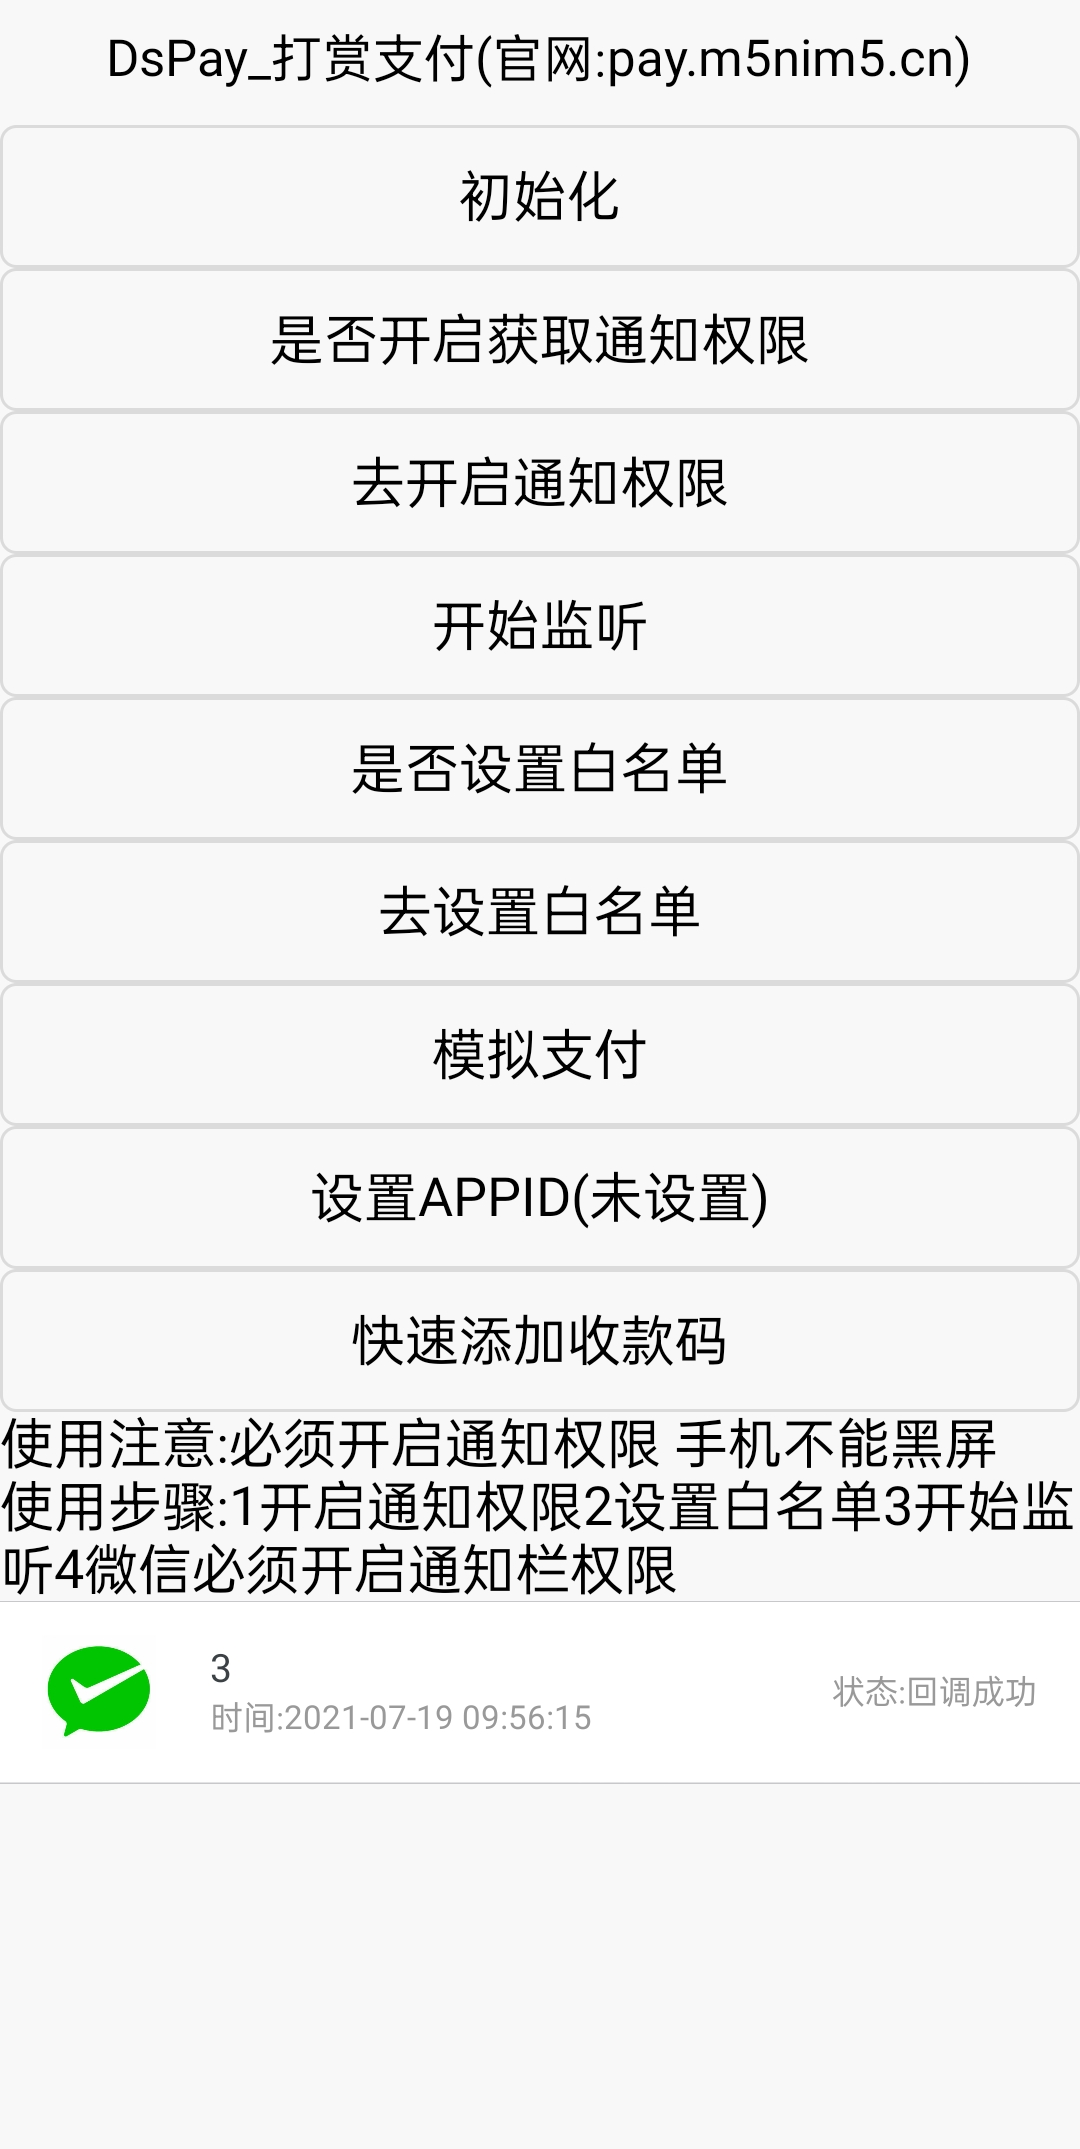 DsPay_打赏支付(官网:pay.m5nim5.cn)
初始化
是否开启获取通知权限
去开启通知权限
开始监听
是否设置白名单
去设置白名单
模拟支付
设置APPID(未设置)
快速添加收款码
使用注意:必须开启通知权限 手机不能黑屏
使用步骤:1开启通知权限2设置白名单3开始监
听4微信必须开启通知栏权限
3
时间:2021-07-19 09:56:15
状态:回调成功